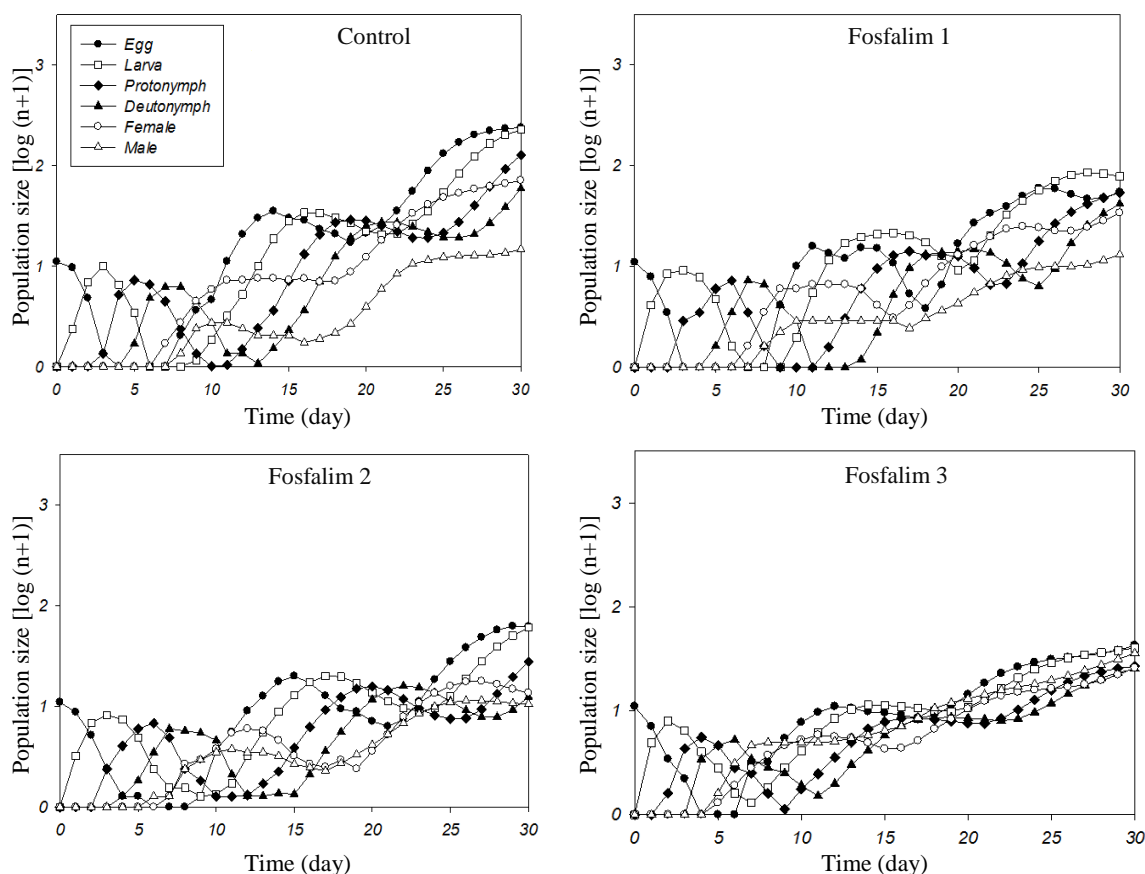 Control
Population size [log (n+1)]
3
2
1
0
Egg
Larva
Protonymph
Deutonymph
Female
Male
0 5 10 15 20 25 30
Time (day)
Fosfalim 1
Population size [log (n+1)]
3
2
1
0
0 5 10 15 20 25 30
Time (day)
Fosfalim 2
Population size [log (n+1)]
3
2
1
0
0 5 10 15 20 25 30
Time (day)
Fosfalim 3
Population size [log (n+1)]
3
2
1
0
0 5 10 15 20 25 30
Time (day)